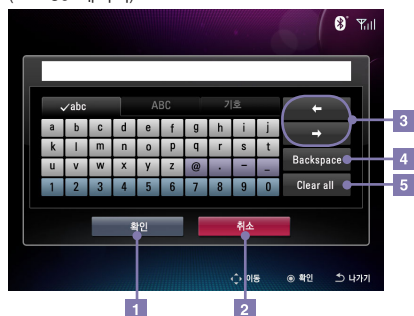 ✓abc ABC 기호
a b c d e f g h i j
k l m n o p q r s t
u v w x y z @ . - _
1 2 3 4 5 6 7 8 9 0
← 
→
Backspace
Clear all
3
4
5
확인 취소
이동 확인 나가기
1 2